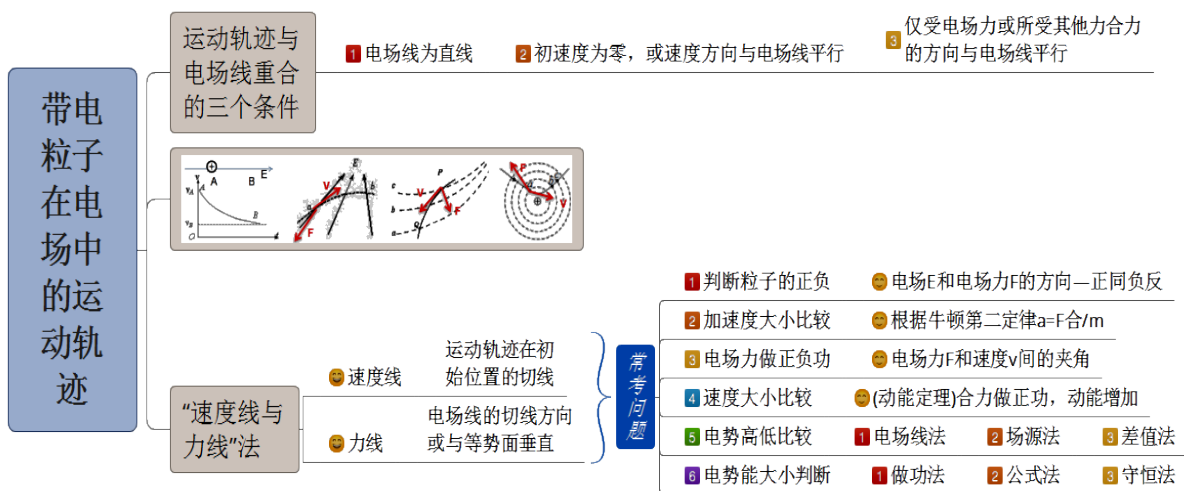 带电
粒子
在电
场中
的运
动轨
迹
运动轨迹与
电场线重合
的三个条件
1 电场线为直线
2 初速度为零，或速度方向与电场线平行
3 仅受电场力或所受其他力合力
的方向与电场线平行
A B E
v
vA A
vB B
O t
E
V
a b
F
P
c V
b F
a Q
F
V
“速度线与
力线”法
速度线
运动轨迹在初
始位置的切线
力线
电场线的切线方向
或与等势面垂直
常考问题
1 判断粒子的正负
电场E和电场力F的方向—正同负反
2 加速度大小比较
根据牛顿第二定律a=F合/m
3 电场力做正负功
电场力F和速度v间的夹角
4 速度大小比较
(动能定理)合力做正功，动能增加
5 电势高低比较
1 电场线法
2 场源法
3 差值法
6 电势能大小判断
1 做功法
2 公式法
3 守恒法